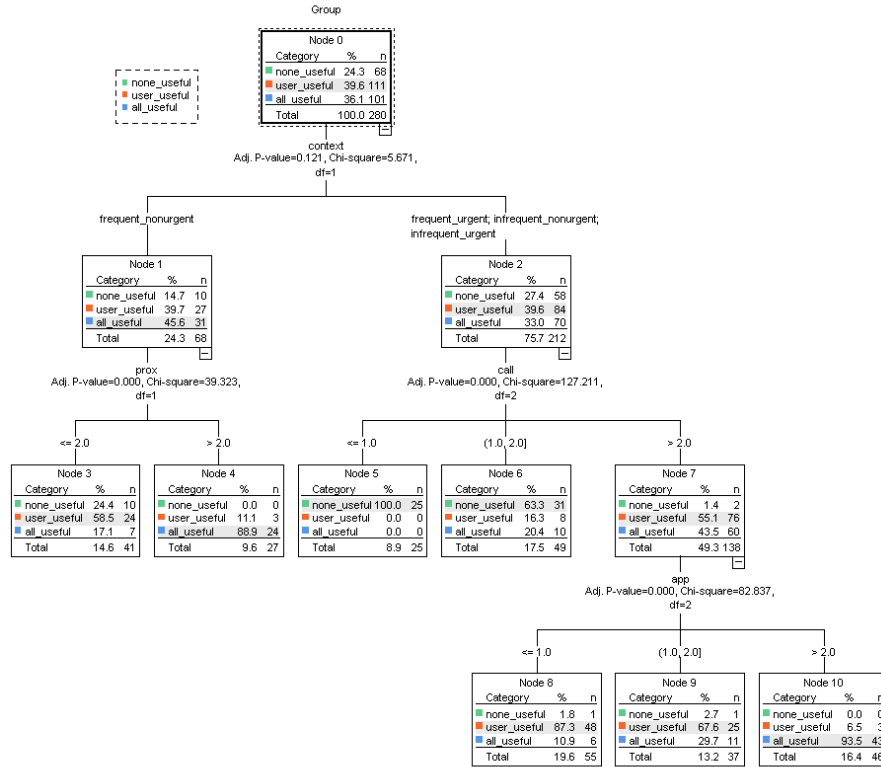 Group
none_useful
user_useful
all_useful
Node 0
Category % n
none_useful 24.3 68
user_useful 39.6 111
all_useful 36.1 101
Total 100.0 280
context
Adj. P-value=0.121, Chi-square=5.671,
df=1
frequent_nonurgent
frequent_urgent; infrequent_nonurgent;
infrequent_urgent
Node 1
Category % n
none_useful 14.7 10
user_useful 39.7 27
all_useful 45.6 31
Total 24.3 68
Node 2
Category % n
none_useful 27.4 58
user_useful 39.6 84
all_useful 33.0 70
Total 75.7 212
prox
Adj. P-value=0.000, Chi-square=39.323,
df=1
call
Adj. P-value=0.000, Chi-square=127.211,
df=2
<= 2.0
> 2.0
<= 1.0
(1.0, 2.0]
> 2.0
Node 3
Category % n
none_useful 24.4 10
user_useful 58.5 24
all_useful 17.1 7
Total 14.6 41
Node 4
Category % n
none_useful 0.0 0
user_useful 11.1 3
all_useful 88.9 24
Total 9.6 27
Node 5
Category % n
none_useful 100.0 25
user_useful 0.0 0
all_useful 0.0 0
Total 8.9 25
Node 6
Category % n
none_useful 63.3 31
user_useful 16.3 8
all_useful 20.4 10
Total 17.5 49
Node 7
Category % n
none_useful 1.4 2
user_useful 55.1 76
all_useful 43.5 60
Total 49.3 138
app
Adj. P-value=0.000, Chi-square=82.837,
df=2
<= 1.0
(1.0, 2.0]
> 2.0
Node 8
Category % n
none_useful 1.8 1
user_useful 87.3 48
all_useful 10.9 6
Total 19.6 55
Node 9
Category % n
none_useful 2.7 1
user_useful 67.6 25
all_useful 29.7 11
Total 13.2 37
Node 10
Category % n
none_useful 0.0 0
user_useful 6.5 3
all_useful 93.5 43
Total 16.4 46